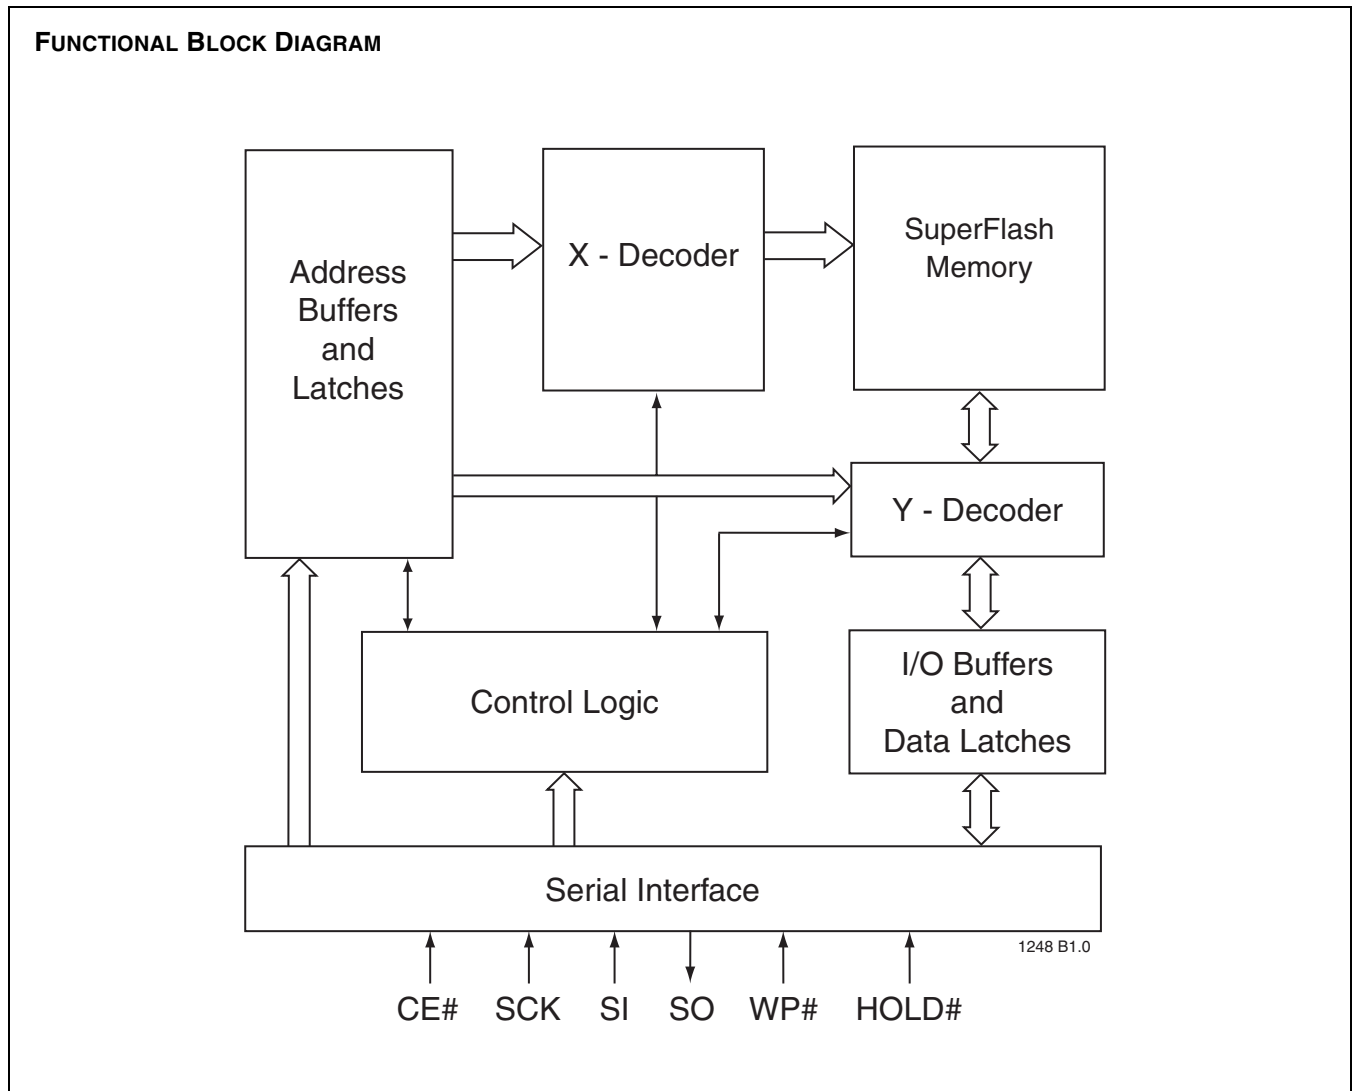 FUNCTIONAL BLOCK DIAGRAM
Address
Buffers
and
Latches
X - Decoder
SuperFlash
Memory
Y - Decoder
Control Logic
I/O Buffers
and
Data Latches
Serial Interface
1248 B1.0
CE# SCK SI SO WP# HOLD#